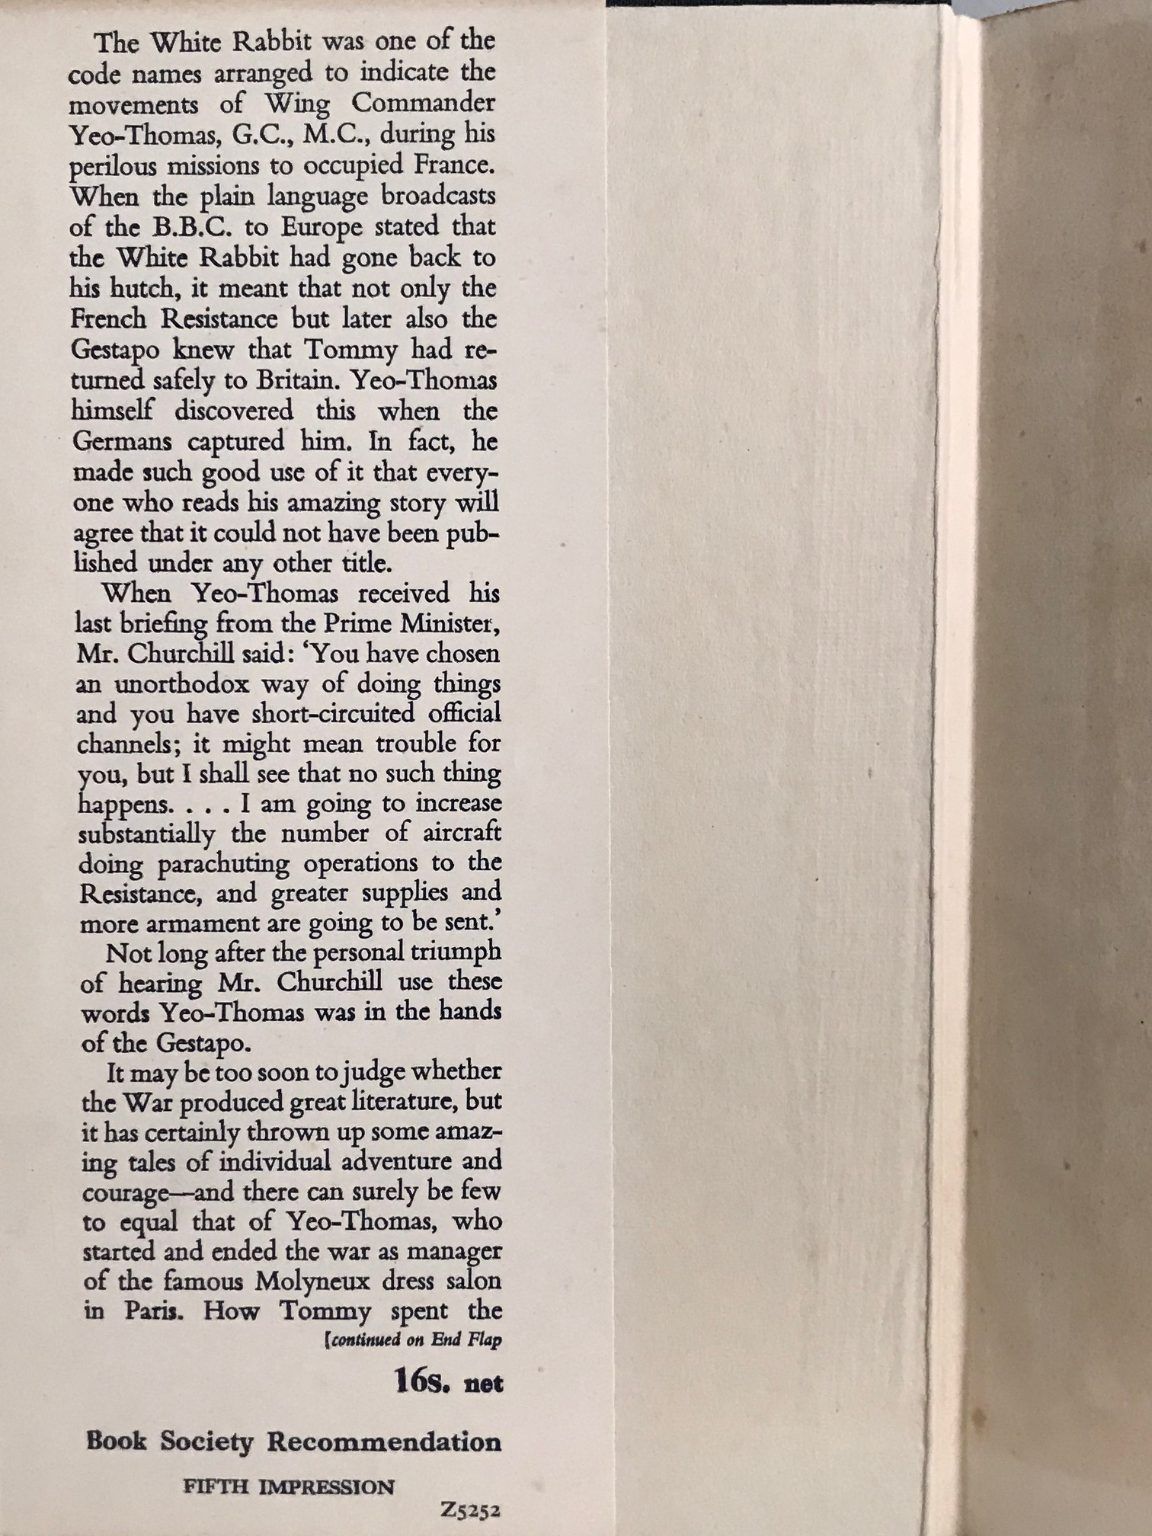 The White Rabbit was one of the
code names arranged to indicate the
movements of Wing Commander
Yeo-Thomas, G.C., M.C., during his
perilous missions to occupied France.
When the plain language broadcasts
of the B.B.C. to Europe stated that
the White Rabbit had gone back to
his hutch, it meant that not only the
French Resistance but later also the
Gestapo knew that Tommy had re-
turned safely to Britain. Yeo-Thomas
himself discovered this when the
Germans captured him. In fact, he
made such good use of it that every-
one who reads his amazing story will
agree that it could not have been pub-
lished under any other title.
When Yeo-Thomas received his
last briefing from the Prime Minister,
Mr. Churchill said: ‘You have chosen
an unorthodox way of doing things
and you have short-circuited official
channels; it might mean trouble for
you, but I shall see that no such thing
happens. . . . I am going to increase
substantially the number of aircraft
doing parachuting operations to the
Resistance, and greater supplies and
more armament are going to be sent.’
Not long after the personal triumph
of hearing Mr. Churchill use these
words Yeo-Thomas was in the hands
of the Gestapo.
It may be too soon to judge whether
the War produced great literature, but
it has certainly thrown up some amaz-
ing tales of individual adventure and
courage—and there can surely be few
to equal that of Yeo-Thomas, who
started and ended the war as manager
of the famous Molyneux dress salon
in Paris. How Tommy spent the
[continued on End Flap
16s. net
Book Society Recommendation
FIFTH IMPRESSION
Z5252